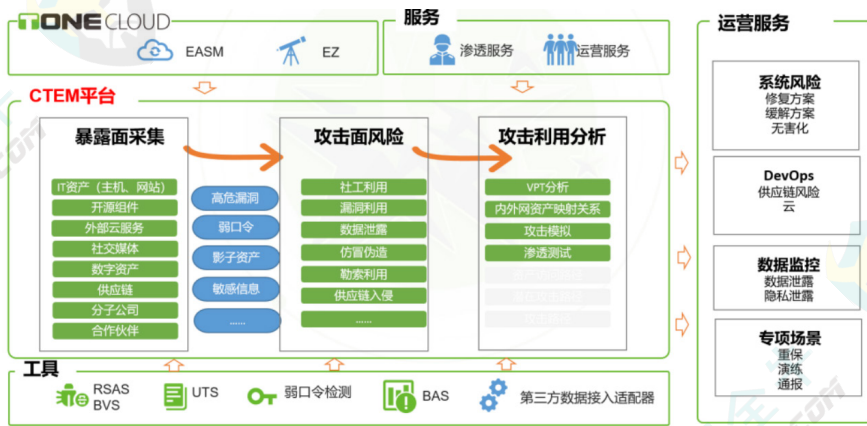 TONE CLOUD
EASM
EZ
服务
渗透服务
运营服务
CTEM平台
暴露面采集
IT资产（主机、网站）
开源组件
外部云服务
社交媒体
数字资产
供应链
分子公司
合作伙伴
高危漏洞
弱口令
影子资产
敏感信息
……
攻击面风险
社工利用
漏洞利用
数据泄露
仿冒伪造
勒索利用
供应链入侵
……
攻击利用分析
VPT分析
内外网资产映射关系
攻击模拟
渗透测试
工具
RSAS
BVS
UTS
弱口令检测
BAS
第三方数据接入适配器
运营服务
系统风险
修复方案
缓解方案
无害化
DevOps
供应链风险
云
数据监控
数据泄露
隐私泄露
专项场景
重保
演练
通报